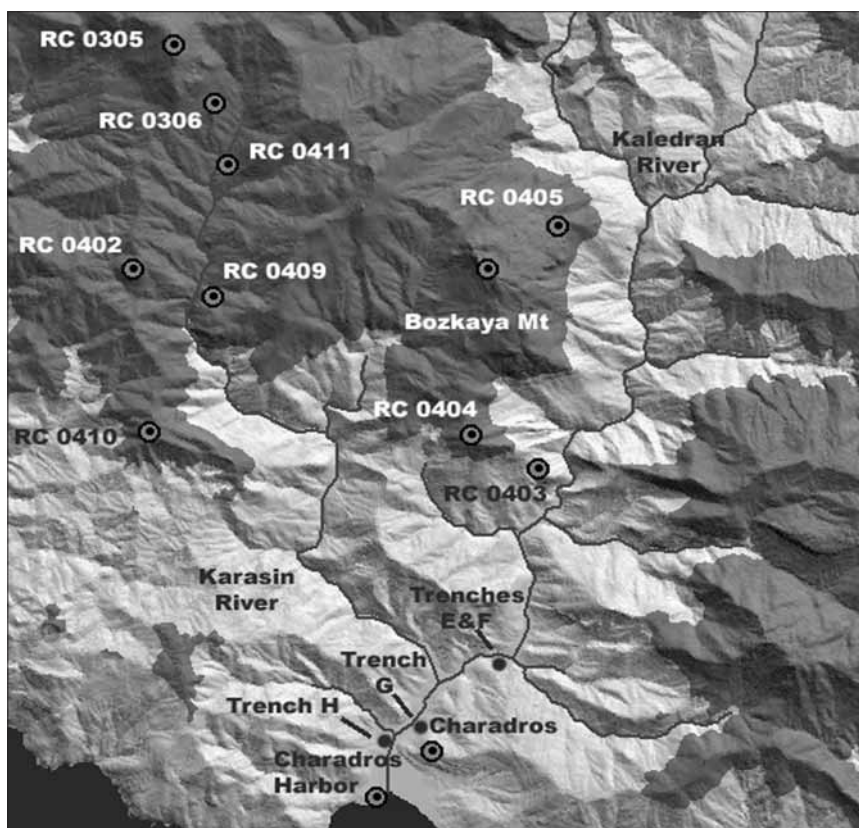 RC 0305
RC 0306
RC 0411
Kaledran
River
RC 0405
RC 0402
RC 0409
Bozkaya Mt
RC 0404
RC 0410
RC 0403
Karasin
River
Trenches
E&F
Trench
G
Trench H
Charadros
Charadros
Harbor